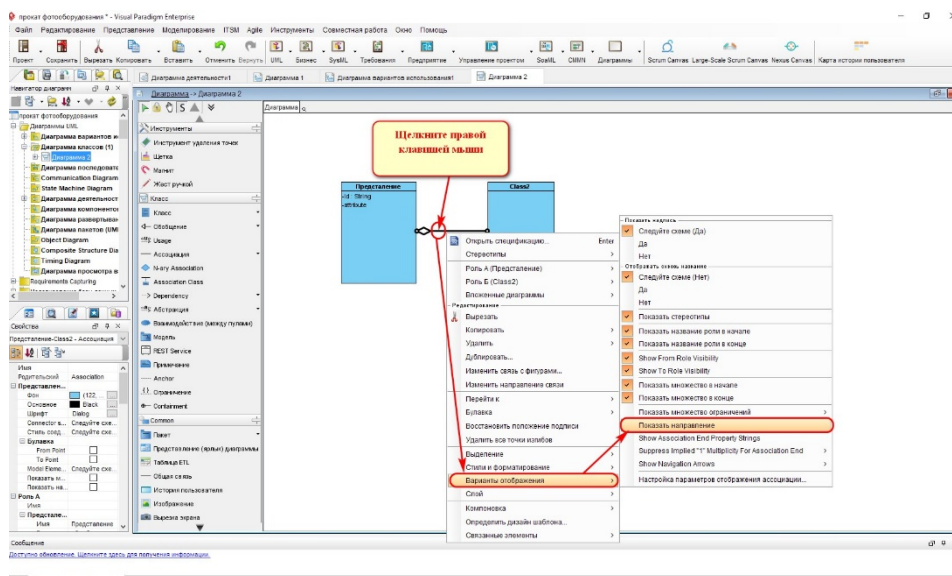 прокат фотооборудования * - Visual Paradigm Enterprise
Файл Редактирование Представление Моделирование ITSM Agile Инструменты Совместная работа Окно Помощь
Проект Сохранить Вырезать Копировать Вставить Отменить Вернуть UML Бизнес SysML Требования Предприятие Управление проектом SoaML CMMN Диаграммы Scrum Canvas Large-Scale Scrum Canvas Nexus Canvas Карта истории пользователя
Диаграмма деятельности1 Диаграмма 1 Диаграмма вариантов использования1 Диаграмма 2
Навигатор диаграмм
прокат фотооборудования
Диаграммы UML
Диаграмма вариантов и
Диаграмма классов (1)
Диаграмма 2
Диаграмма последовате
Communication Diagram
State Machine Diagram
Диаграмма деятельност
Диаграмма компоненто
Диаграмма развертыван
Диаграмма пакетов (UMl
Object Diagram
Composite Structure Dia
Timing Diagram
Диаграмма просмотра в
Requirements Capturing
Свойства
Представление-Class2 - Ассоциация
Имя
Родительский Association
Представлен...
Фон (122, ...
Основное Black
Шрифт Dialog
Connector s... Следуйте схе...
Стиль соед... Следуйте схе...
Булавка
From Point
To Point
Model Eleme... Следуйте схе...
Показать м...
Показать на...
Роль A
Имя
Представле...
Имя Представление
Диаграмма -> Диаграмма 2
Инструменты
Инструмент удаления точек
Щетка
Магнит
Жест ручкой
Класс
Класс
Обобщение
Usage
Ассоциация
N-ary Association
Association Class
Dependency
Абстракция
Взаимодействие (между пулами)
Модель
REST Service
Примечание
Anchor
Ограничение
Containment
Common
Пакет
Представление (ярлык) диаграммы
Таблица ETL
Общая связь
История пользователя
Изображение
Вырезка экрана
Диаграмма
Щелкните правой
клавишей мыши
Представление
-id : String
-attribute
Class2
Открыть спецификацию... Enter
Стереотипы
Роль A (Представление)
Роль Б (Class2)
Вложенные диаграммы
Редактирование
Вырезать
Копировать
Удалить
Дублировать...
Изменить связь с фигурами...
Изменить направление связи
Перейти к
Булавка
Восстановить положение подписи
Удалить все точки изгибов
Выделение
Стили и форматирование
Варианты отображения
Слой
Компоновка
Определить дизайн шаблона...
Связанные элементы
Показать надпись
Следуйте схеме (Да)
Да
Нет
Отображать сквозь название
Следуйте схеме (Нет)
Да
Нет
Показать стереотипы
Показать название роли в начале
Показать название роли в конце
Show From Role Visibility
Show To Role Visibility
Показать множество в начале
Показать множество в конце
Показать множество ограничений
Показать направление
Show Association End Property Strings
Suppress Implied "1" Multiplicity For Association End
Show Navigation Arrows
Настройка параметров отображения ассоциации...
Сообщение
Доступно обновление. Щелкните здесь для получения информации.